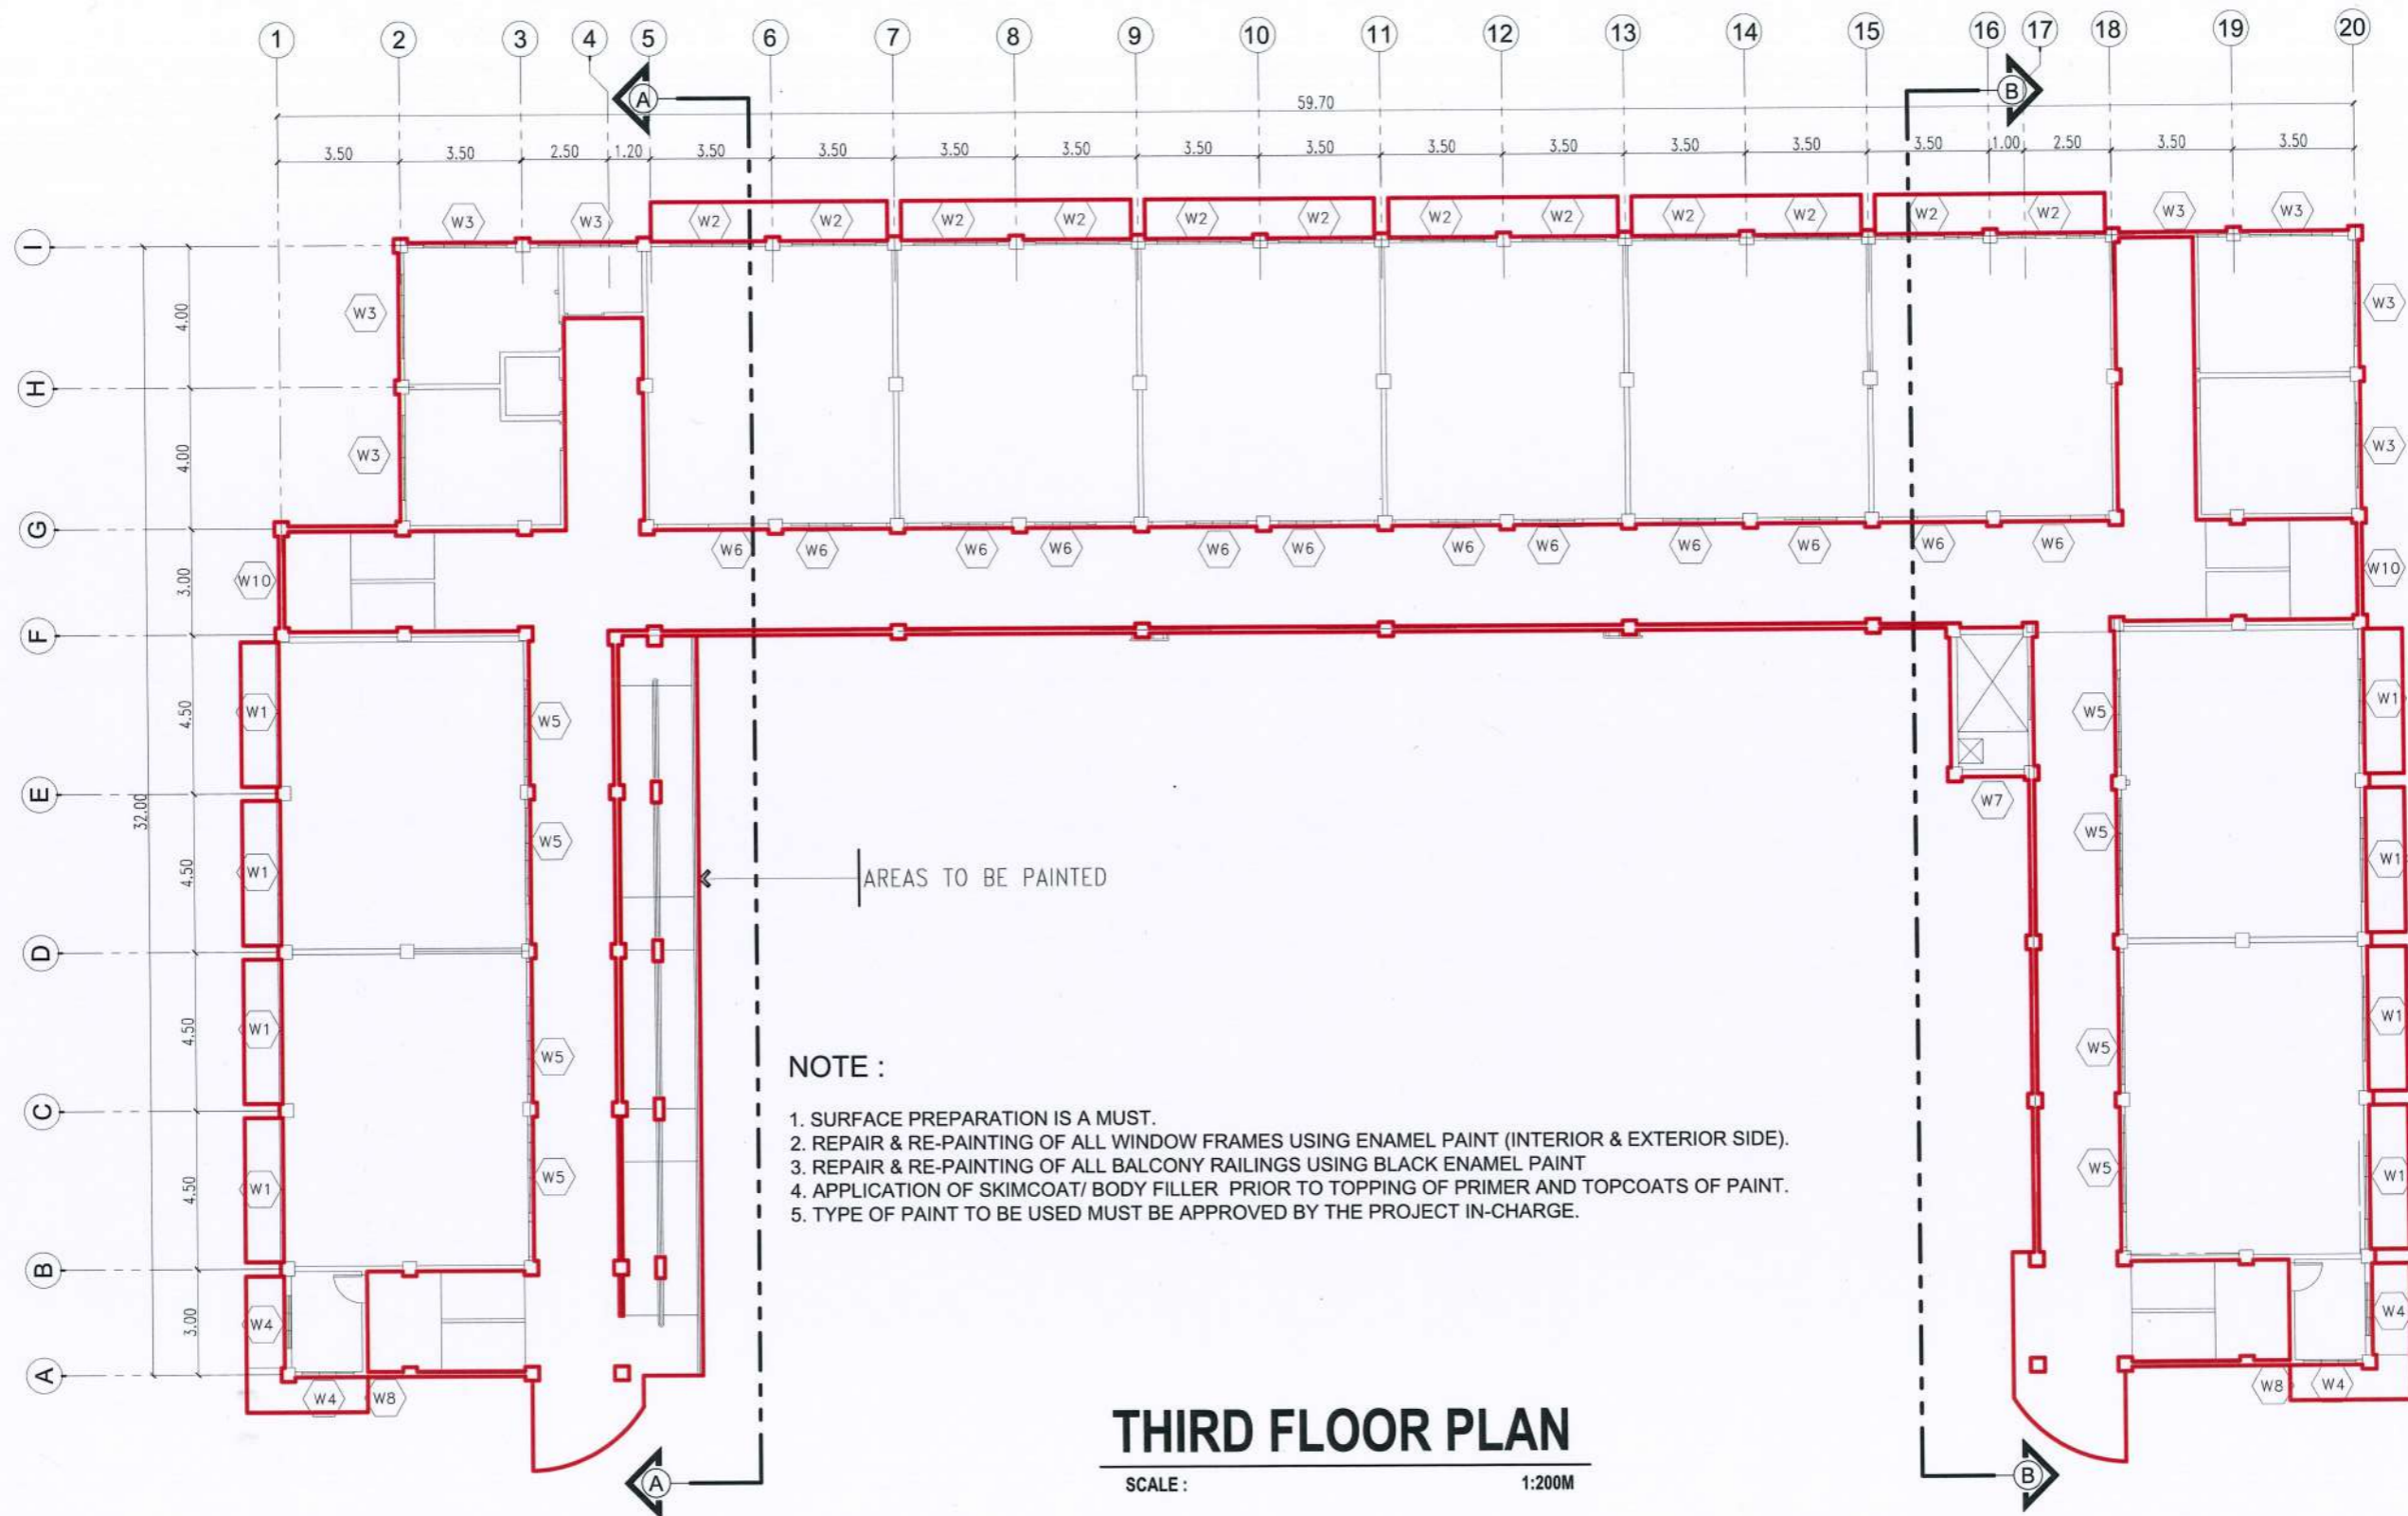 1 2 3 4 5 6 7 8 9 10 11 12 13 14 15 16 17 18 19 20
A B
59.70
3.50 3.50 2.50 1.20 3.50 3.50 3.50 3.50 3.50 3.50 3.50 3.50 3.50 3.50 3.50 1.00 2.50 3.50 3.50
W3 W3 W2 W2 W2 W2 W2 W2 W2 W2 W2 W2 W2 W2 W3 W3
I
4.00 W3 W3
H
4.00 W3 W3
G
W6 W6 W6 W6 W6 W6 W6 W6 W6 W6 W6 W6
3.00 W10 W10
F
4.50 W1 W5 W5 W1
E
32.00
W7
4.50 W1 W5 W5 W1
AREAS TO BE PAINTED
D
4.50 W1 W5 W5 W1
NOTE :
C
1. SURFACE PREPARATION IS A MUST.
2. REPAIR & RE-PAINTING OF ALL WINDOW FRAMES USING ENAMEL PAINT (INTERIOR & EXTERIOR SIDE).
3. REPAIR & RE-PAINTING OF ALL BALCONY RAILINGS USING BLACK ENAMEL PAINT
4. APPLICATION OF SKIMCOAT/ BODY FILLER PRIOR TO TOPPING OF PRIMER AND TOPCOATS OF PAINT.
5. TYPE OF PAINT TO BE USED MUST BE APPROVED BY THE PROJECT IN-CHARGE.
4.50 W1 W5 W5 W1
B
3.00 W4 W4
A
W4 W8 W8 W4
THIRD FLOOR PLAN
SCALE : 1:200M
A B